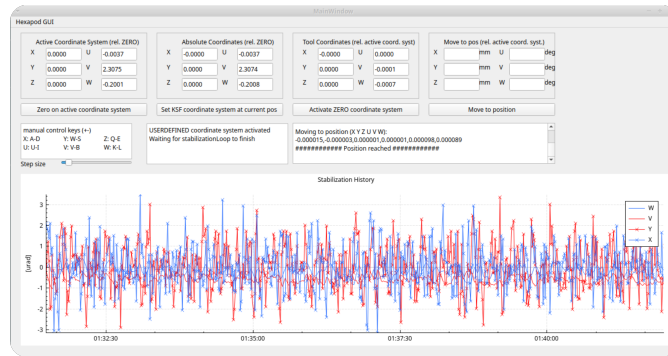 MainWindow
Hexapod GUI
Active Coordinate System (rel. ZERO)
X 0.0000 U -0.0037
Y 0.0000 V 2.3075
Z 0.0000 W -0.2001
Absolute Coordinates (rel. ZERO)
X -0.0000 U -0.0037
Y 0.0000 V 2.3074
Z 0.0000 W -0.2008
Tool Coordinates (rel. active coord. syst)
X -0.0000 U 0.0000
Y 0.0000 V -0.0001
Z -0.0000 W -0.0007
Move to pos (rel. active coord. syst.)
X mm U deg
Y mm V deg
Z mm W deg
Zero on active coordinate system
Set KSF coordinate system at current pos
Activate ZERO coordinate system
Move to position
manual control keys (+-)
X: A-D Y: W-S Z: Q-E
U: U-I V: V-B W: K-L
Step size
USERDEFINED coordinate system activated
Waiting for stabilizationLoop to finish
Moving to position (X Y Z U V W):
-0.000015,-0.000003,0.000001,0.000001,0.000098,0.000089
############ Position reached ############
Stabilization History
[urad]
3
2
1
0
-1
-2
-3
W
V
Y
X
01:32:30
01:35:00
01:37:30
01:40:00